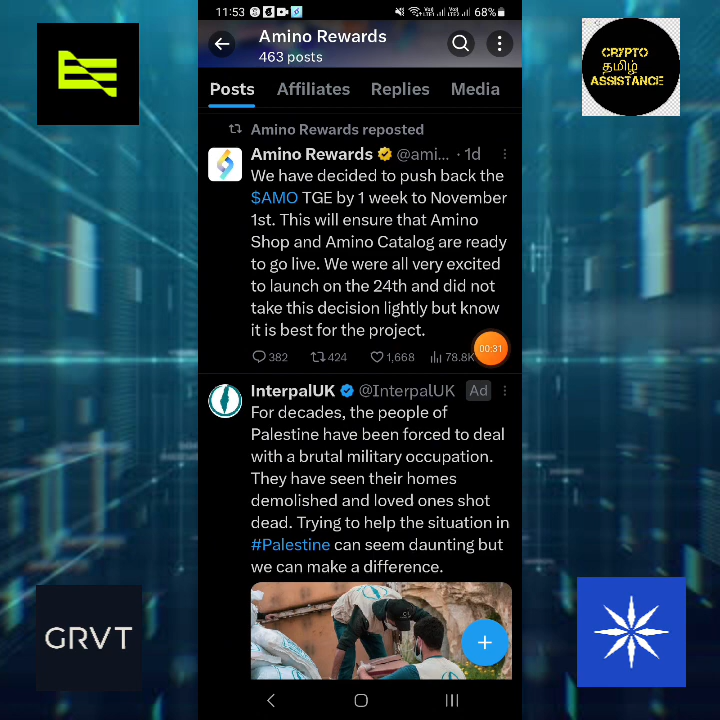 11:53
68%
Amino Rewards
463 posts
Posts Affiliates Replies Media
Amino Rewards reposted
Amino Rewards @ami... · 1d
We have decided to push back the
$AMO TGE by 1 week to November
1st. This will ensure that Amino
Shop and Amino Catalog are ready
to go live. We were all very excited
to launch on the 24th and did not
take this decision lightly but know
it is best for the project.
382 424 1,668 78.8K
00:31
InterpalUK @InterpalUK Ad
For decades, the people of
Palestine have been forced to deal
with a brutal military occupation.
They have seen their homes
demolished and loved ones shot
dead. Trying to help the situation in
#Palestine can seem daunting but
we can make a difference.
CRYPTO
தமிழ்
ASSISTANCE
GRVT